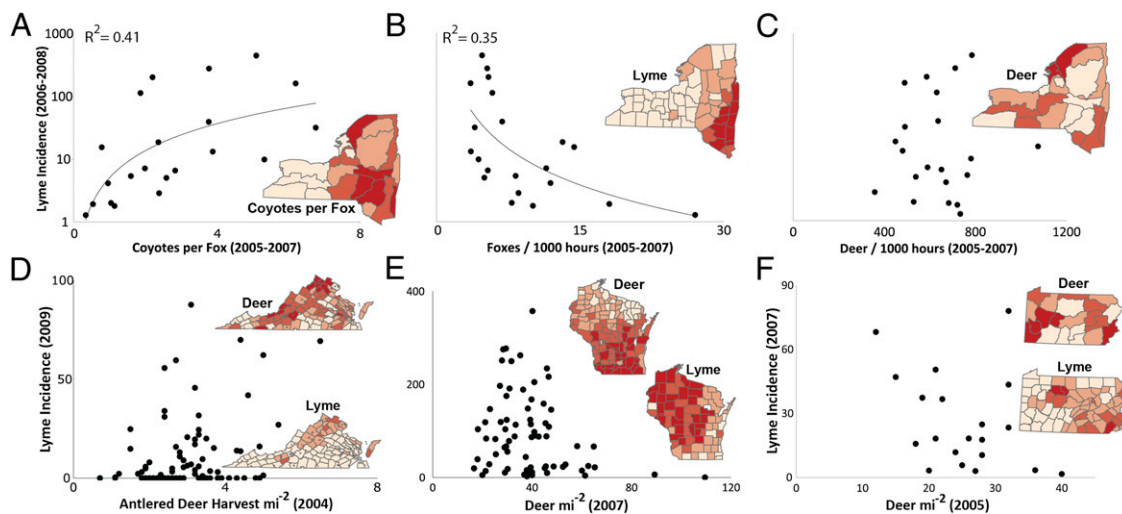 A
B
C
R² = 0.41
R² = 0.35
1000
100
10
1
Lyme Incidence (2006-2008)
Coyotes per Fox
0
4
8
Coyotes per Fox (2005-2007)
Lyme
0
15
30
Foxes / 1000 hours (2005-2007)
Deer
0
400
800
1200
Deer / 1000 hours (2005-2007)
D
E
F
100
50
0
Lyme Incidence (2009)
Deer
Lyme
0
4
8
Antlered Deer Harvest mi⁻² (2004)
400
200
0
Deer
Lyme
0
40
80
120
Deer mi⁻² (2007)
90
60
30
0
Lyme Incidence (2007)
Deer
Lyme
0
20
40
Deer mi⁻² (2005)